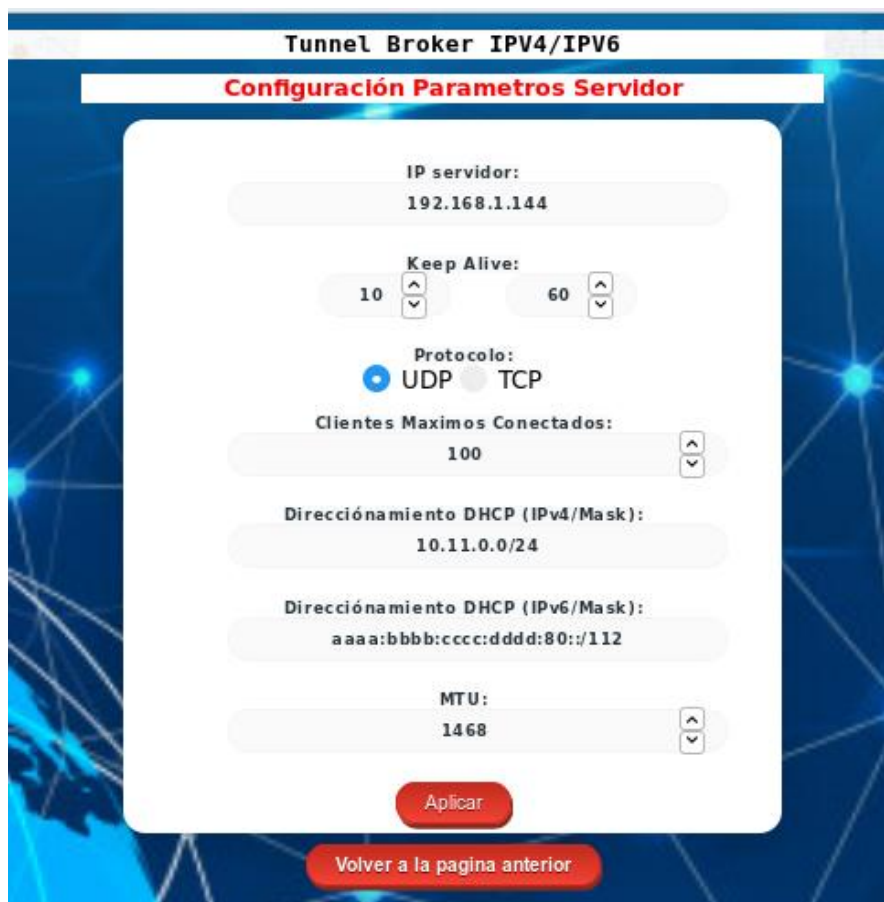 Tunnel Broker IPV4/IPV6
Configuración Parametros Servidor
IP servidor:
192.168.1.144
Keep Alive:
10 60
Protocolo:
UDP TCP
Clientes Maximos Conectados:
100
Direcciónamiento DHCP (IPv4/Mask):
10.11.0.0/24
Direcciónamiento DHCP (IPv6/Mask):
aaaa:bbbb:cccc:dddd:80::/112
MTU:
1468
Aplicar
Volver a la pagina anterior